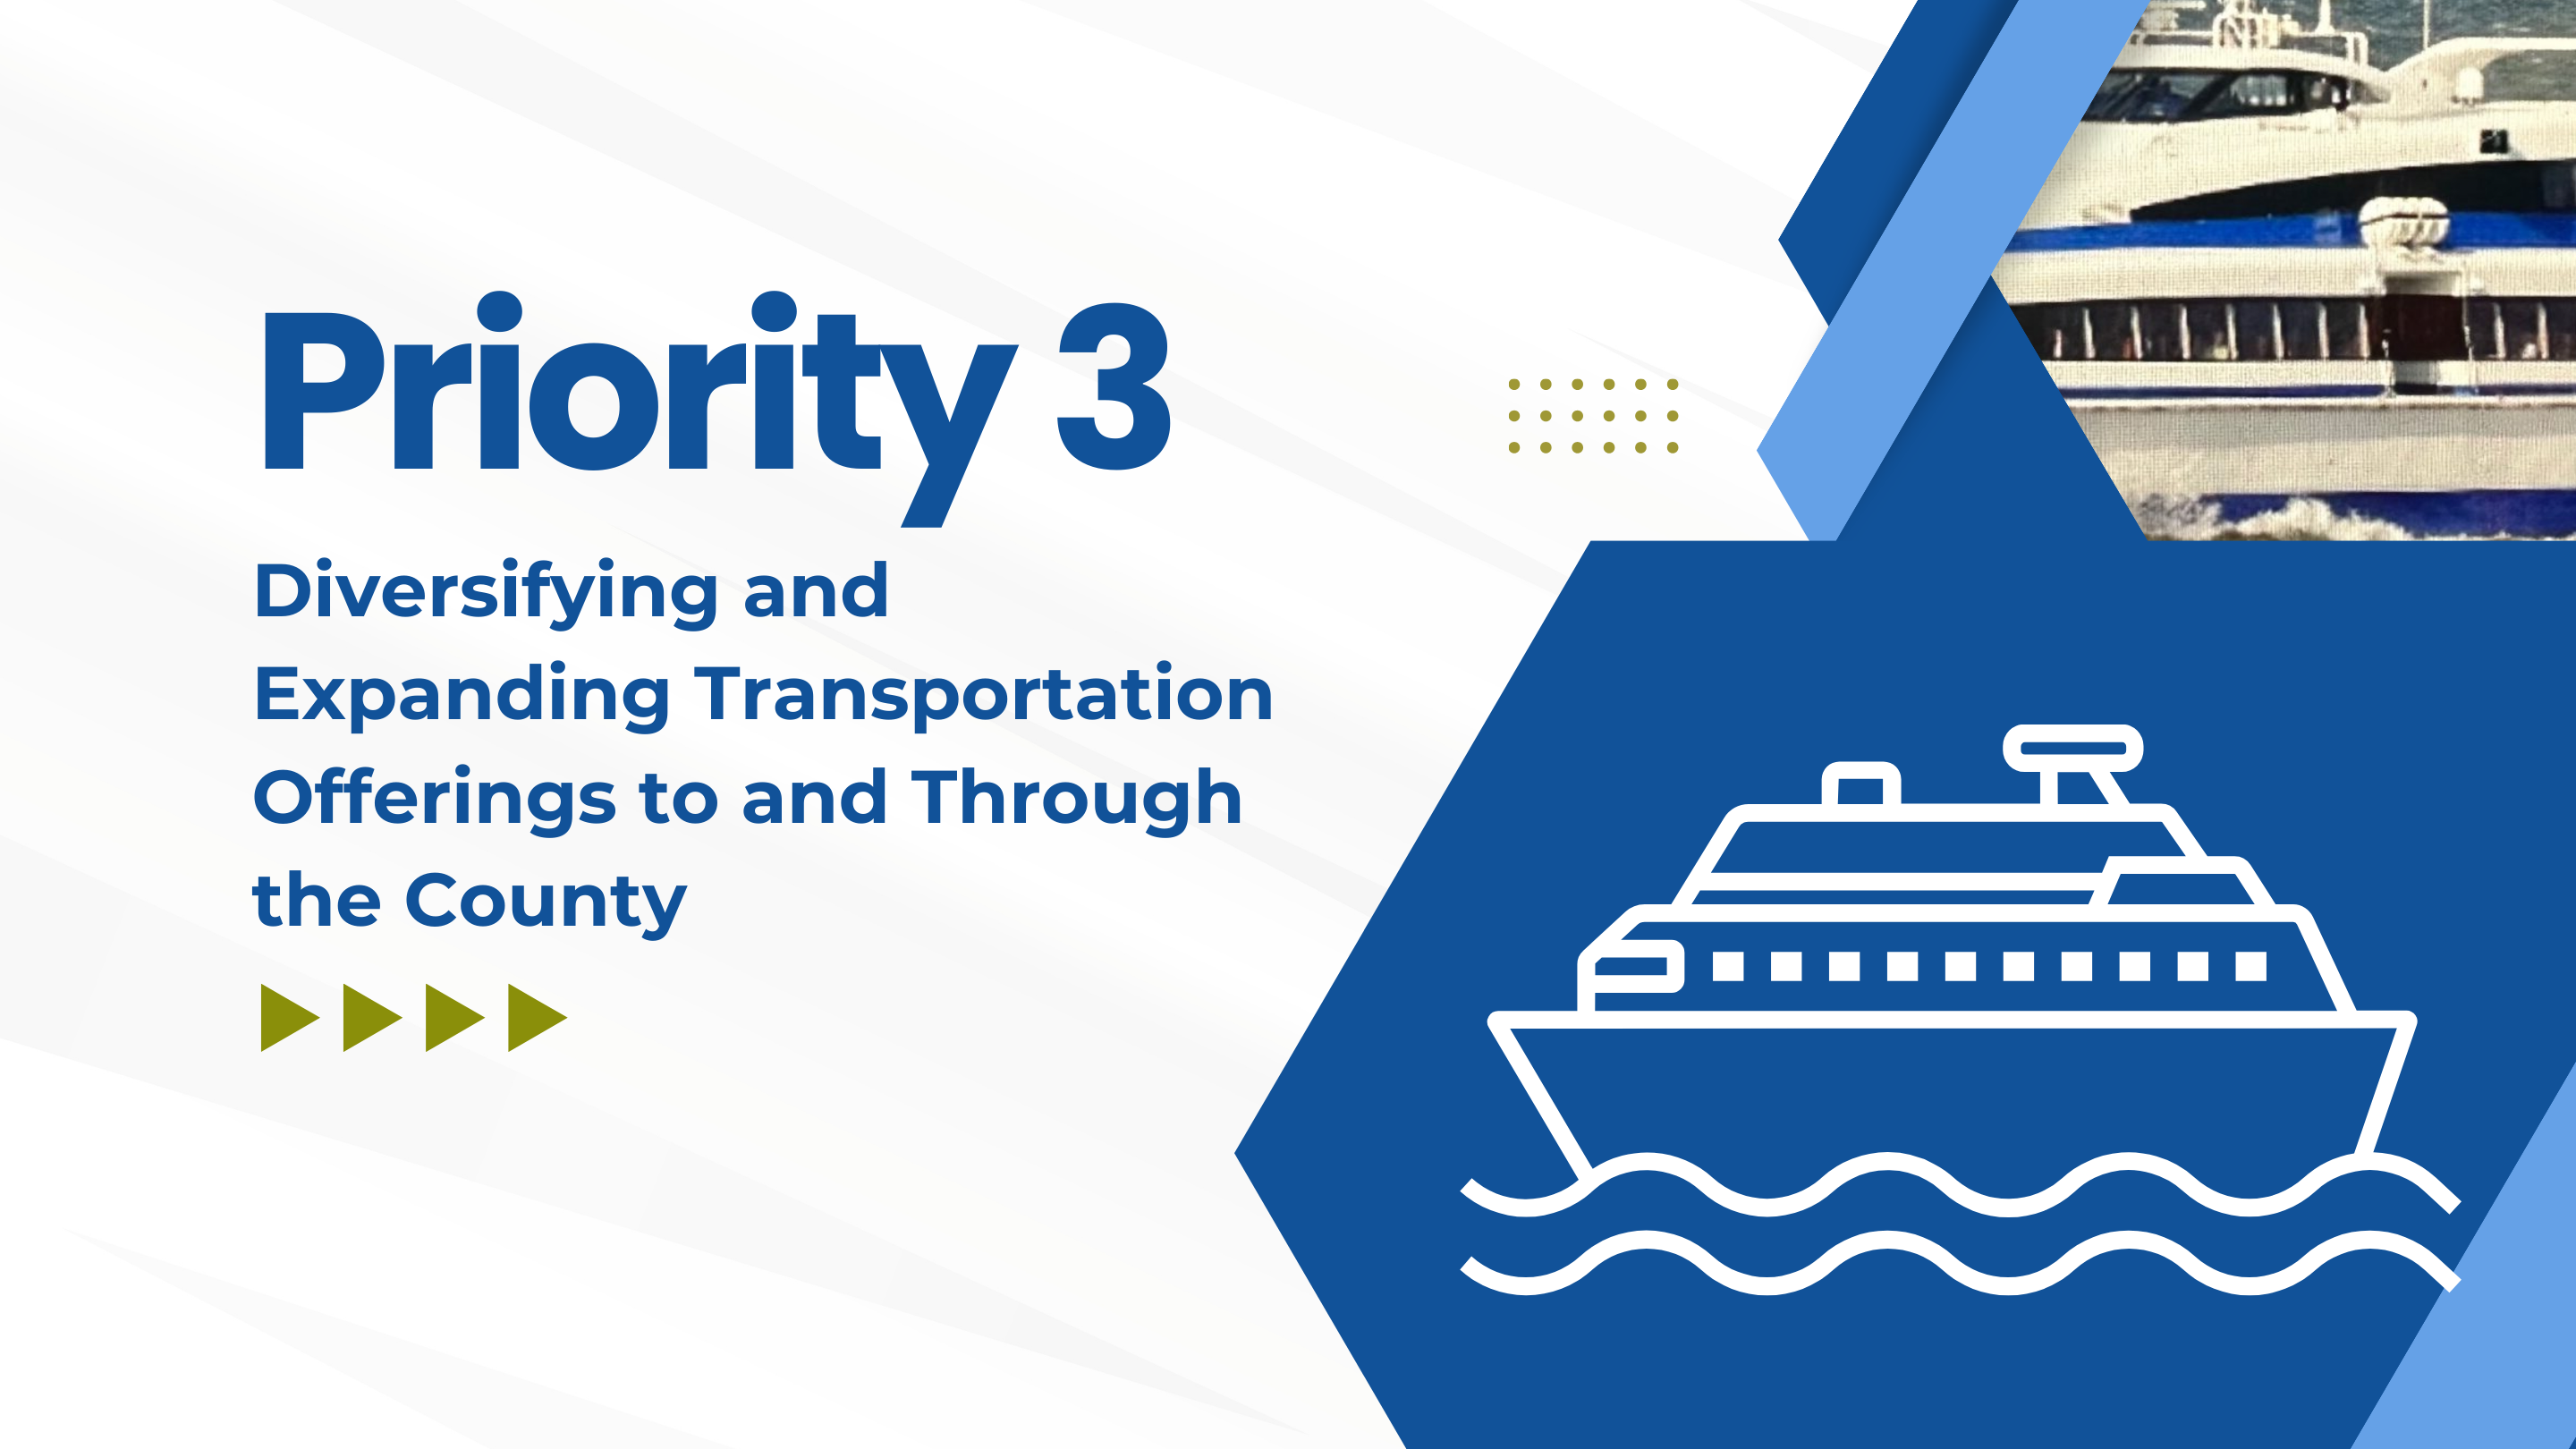 Priority 3
Diversifying and
Expanding Transportation
Offerings to and Through
the County